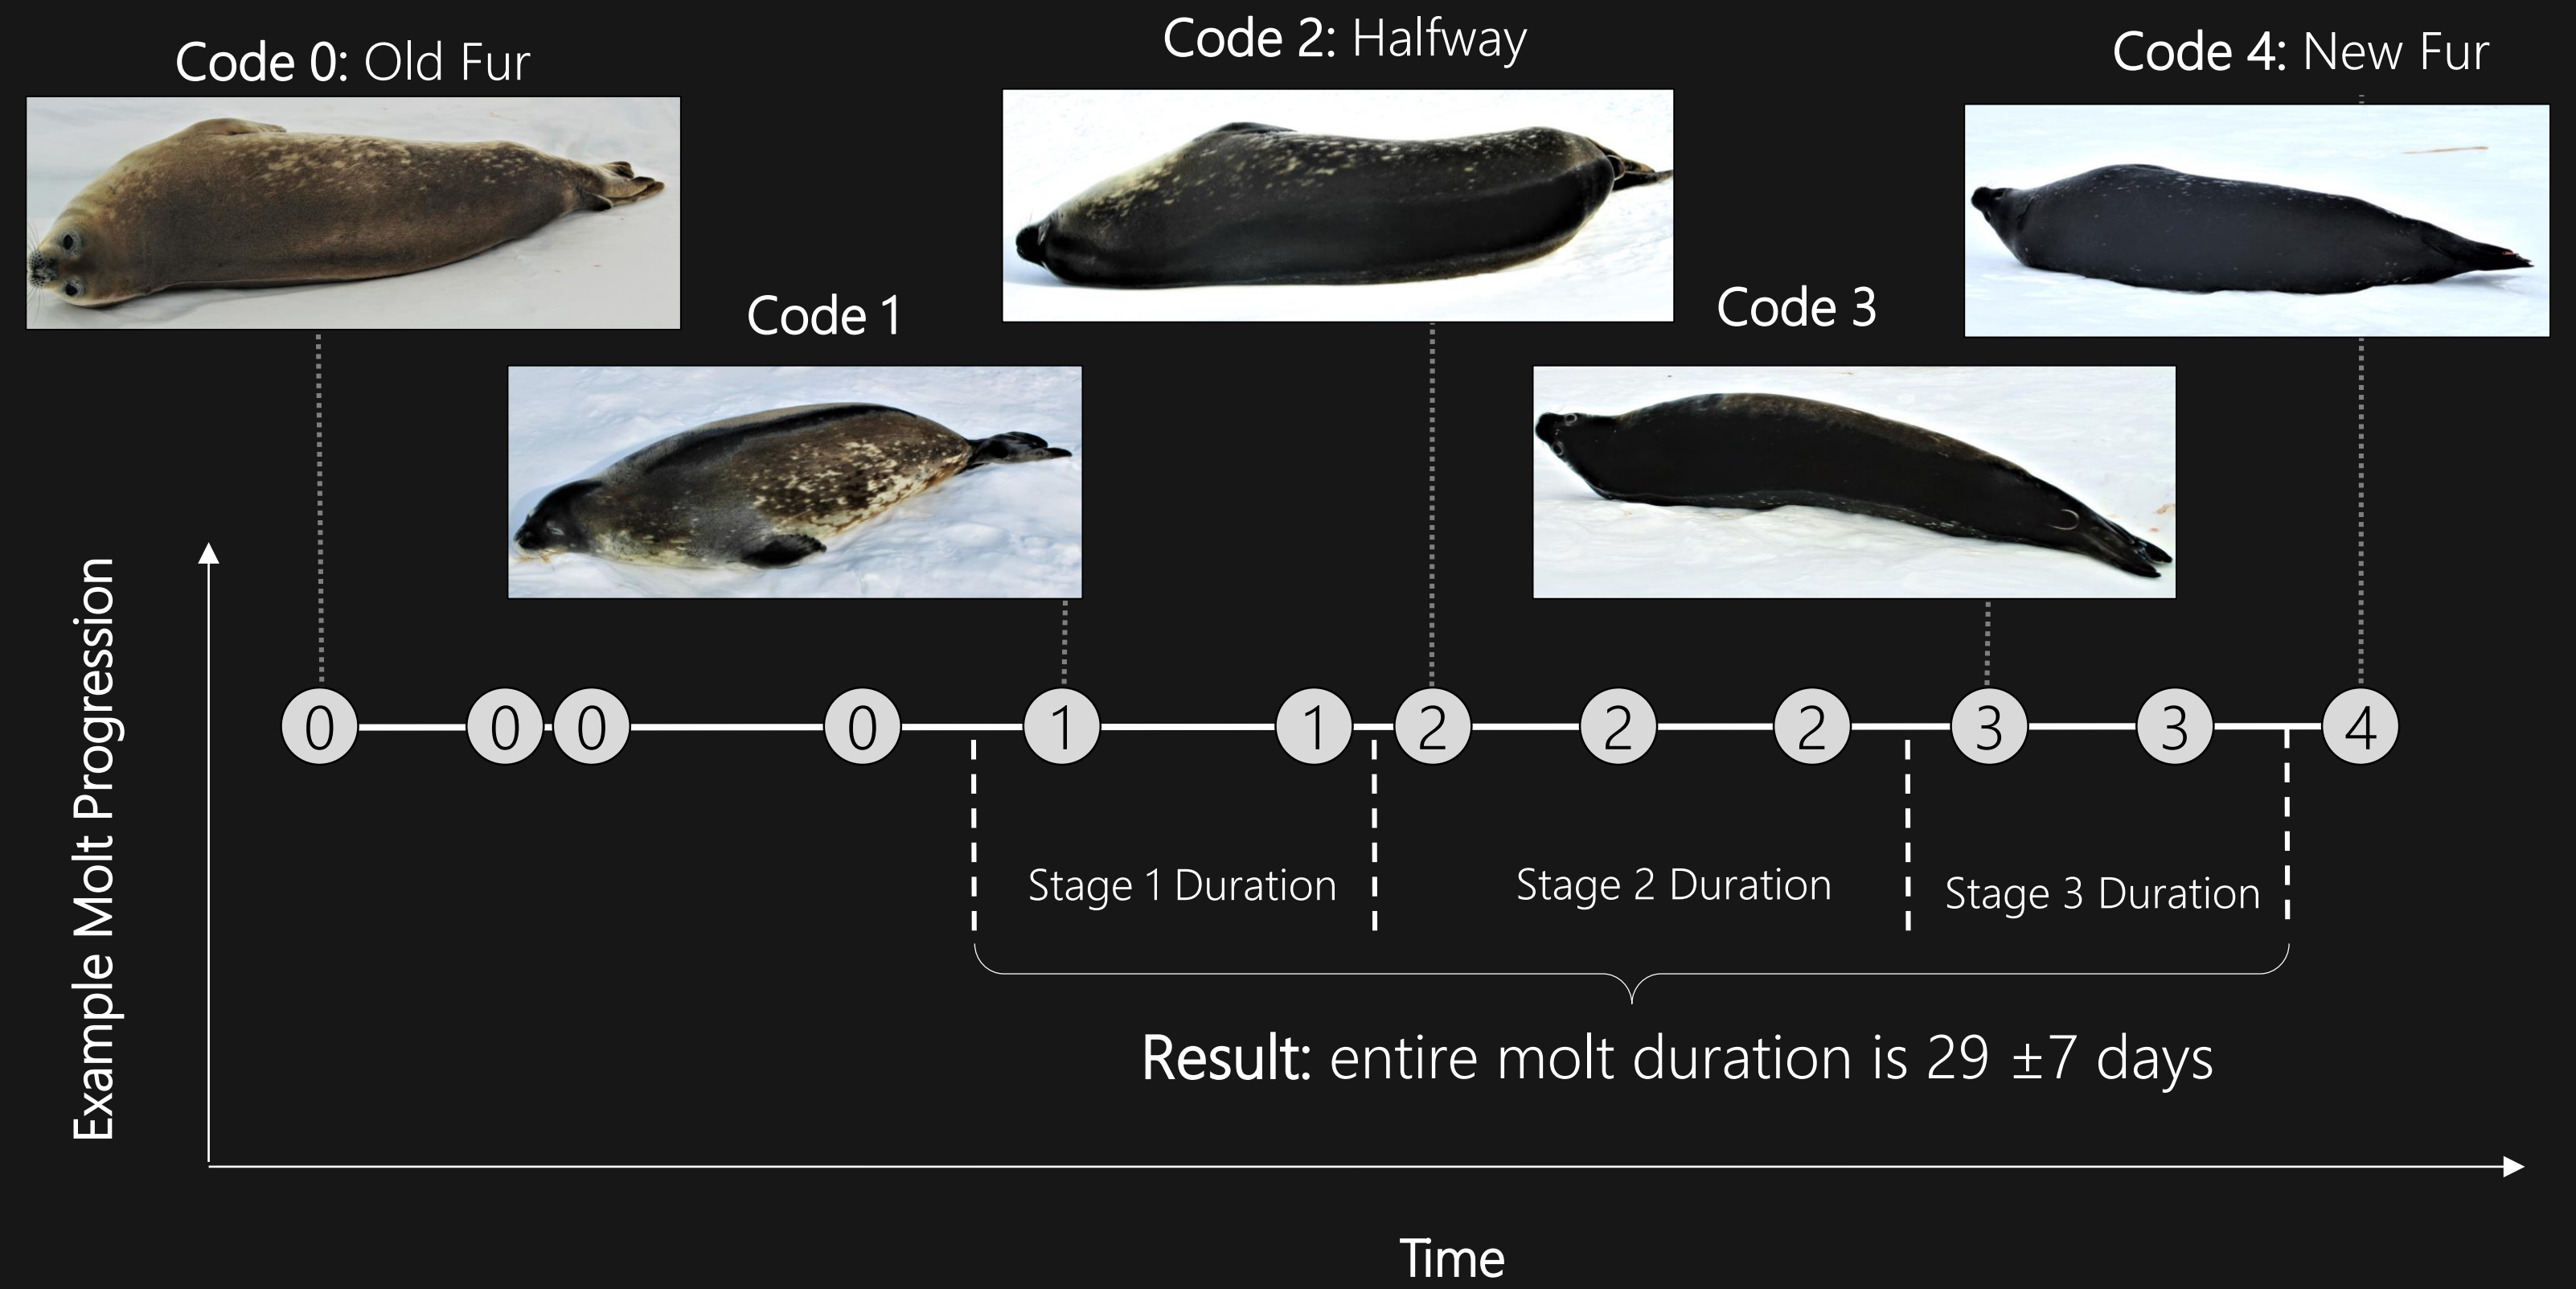 Code 0: Old Fur
Code 2: Halfway
Code 4: New Fur
Code 1
Code 3
Example Molt Progression
0 0 0 0 1 1 2 2 2 3 3 4
Stage 1 Duration
Stage 2 Duration
Stage 3 Duration
Result: entire molt duration is 29 ±7 days
Time